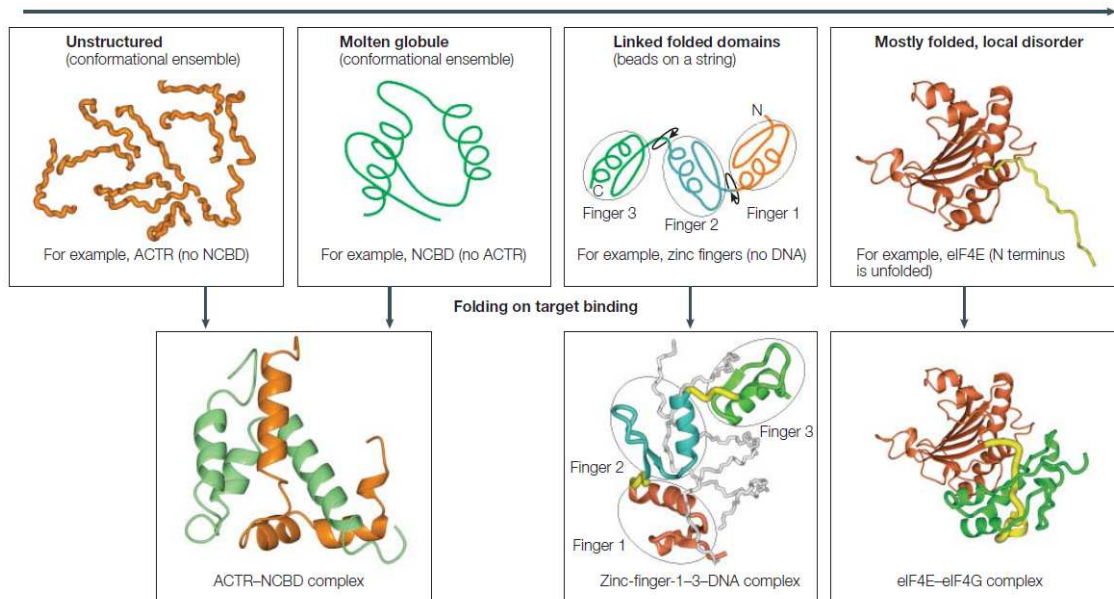 Unstructured
(conformational ensemble)
For example, ACTR (no NCBD)
Molten globule
(conformational ensemble)
For example, NCBD (no ACTR)
Linked folded domains
(beads on a string)
N
C
Finger 3
Finger 2
Finger 1
For example, zinc fingers (no DNA)
Mostly folded, local disorder
For example, eIF4E (N terminus
is unfolded)
Folding on target binding
ACTR–NCBD complex
Finger 3
Finger 2
Finger 1
Zinc-finger-1–3–DNA complex
eIF4E–eIF4G complex